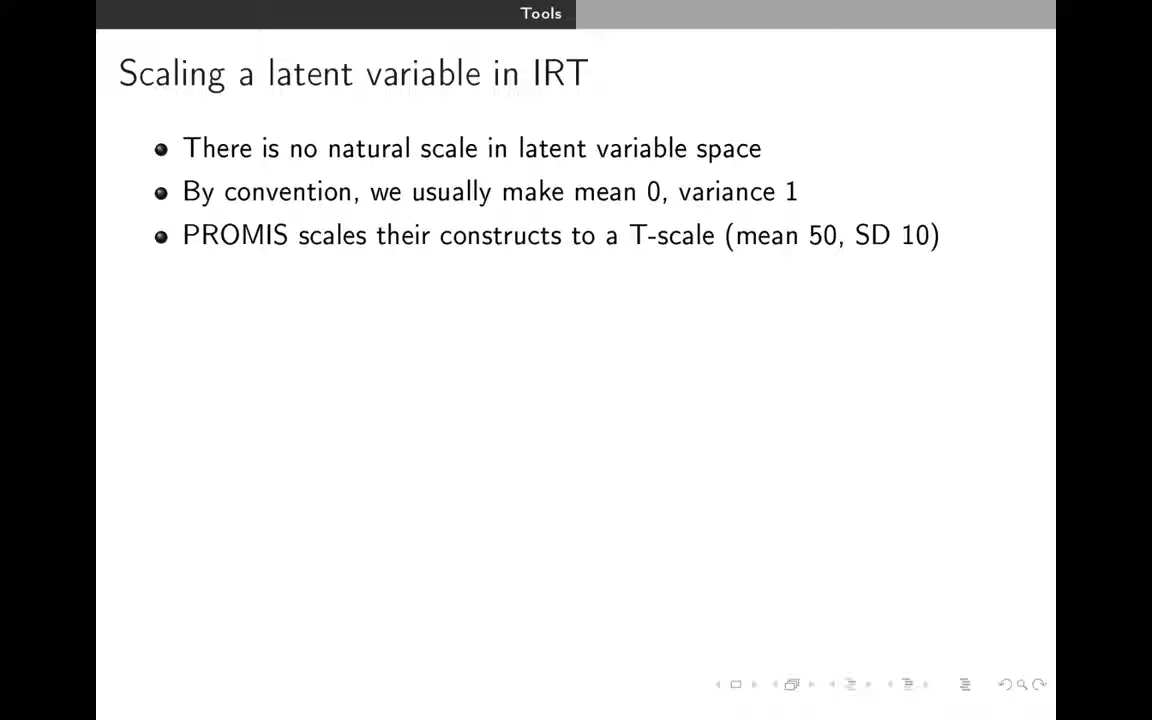 Tools
Scaling a latent variable in IRT
There is no natural scale in latent variable space
By convention, we usually make mean 0, variance 1
PROMIS scales their constructs to a T-scale (mean 50, SD 10)